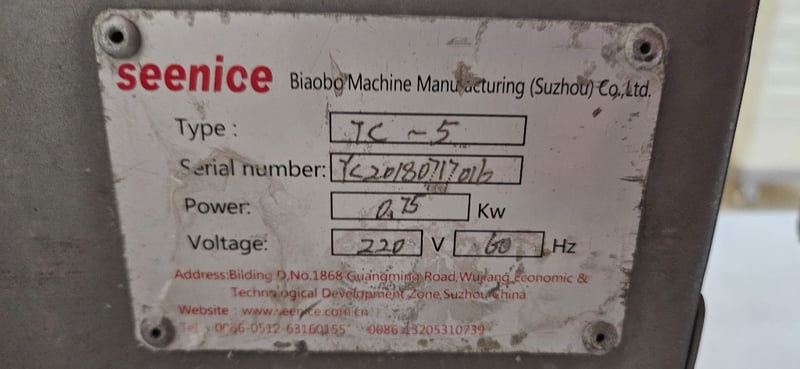 seenice Biaobo Machine Manufacturing (Suzhou) Co.,Ltd.
Type: JC-5
Serial number: YC20180717016
Power: 0.75 Kw
Voltage: 220 V 60 Hz
Address:Bilding D,No.1868 Guangming Road,Wujiang Economic &
Technological Development Zone,Suzhou China
Website : www.seenice.com.cn
Tel : 0086-0512-63160155 0086-13205310739